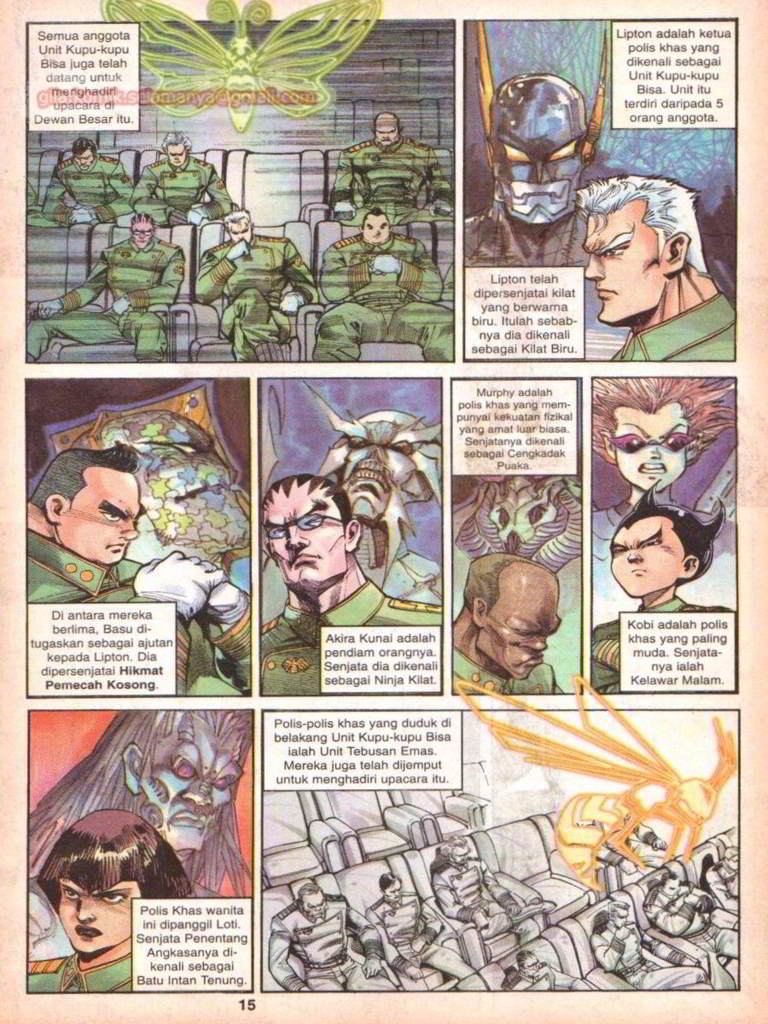 Semua anggota
Unit Kupu-kupu
Bisa juga telah
datang untuk
menghadiri
upacara di
Dewan Besar itu.
Lipton adalah ketua
polis khas yang
dikenali sebagai
Unit Kupu-kupu
Bisa. Unit itu
terdiri daripada 5
orang anggota.
Lipton telah
dipersenjatai kilat
yang berwarna
biru. Itulah sebab-
nya dia dikenali
sebagai Kilat Biru.
Di antara mereka
berlima, Basu di-
tugaskan sebagai ajutan
kepada Lipton. Dia
dipersenjatai Hikmat
Pemecah Kosong.
Akira Kunai adalah
pendiam orangnya.
Senjata dia dikenali
sebagai Ninja Kilat.
Murphy adalah
polis khas yang mem-
punyai kekuatan fizikal
yang amat luar biasa.
Senjatanya dikenali
sebagai Cengkadak
Puaka.
Kobi adalah polis
khas yang paling
muda. Senjata-
nya ialah
Kelawar Malam.
Polis Khas wanita
ini dipanggil Loti.
Senjata Penentang
Angkasanya di-
kenali sebagai
Batu Intan Tenung.
Polis-polis khas yang duduk di
belakang Unit Kupu-kupu Bisa
ialah Unit Tebusan Emas.
Mereka juga telah dijemput
untuk menghadiri upacara itu.
15